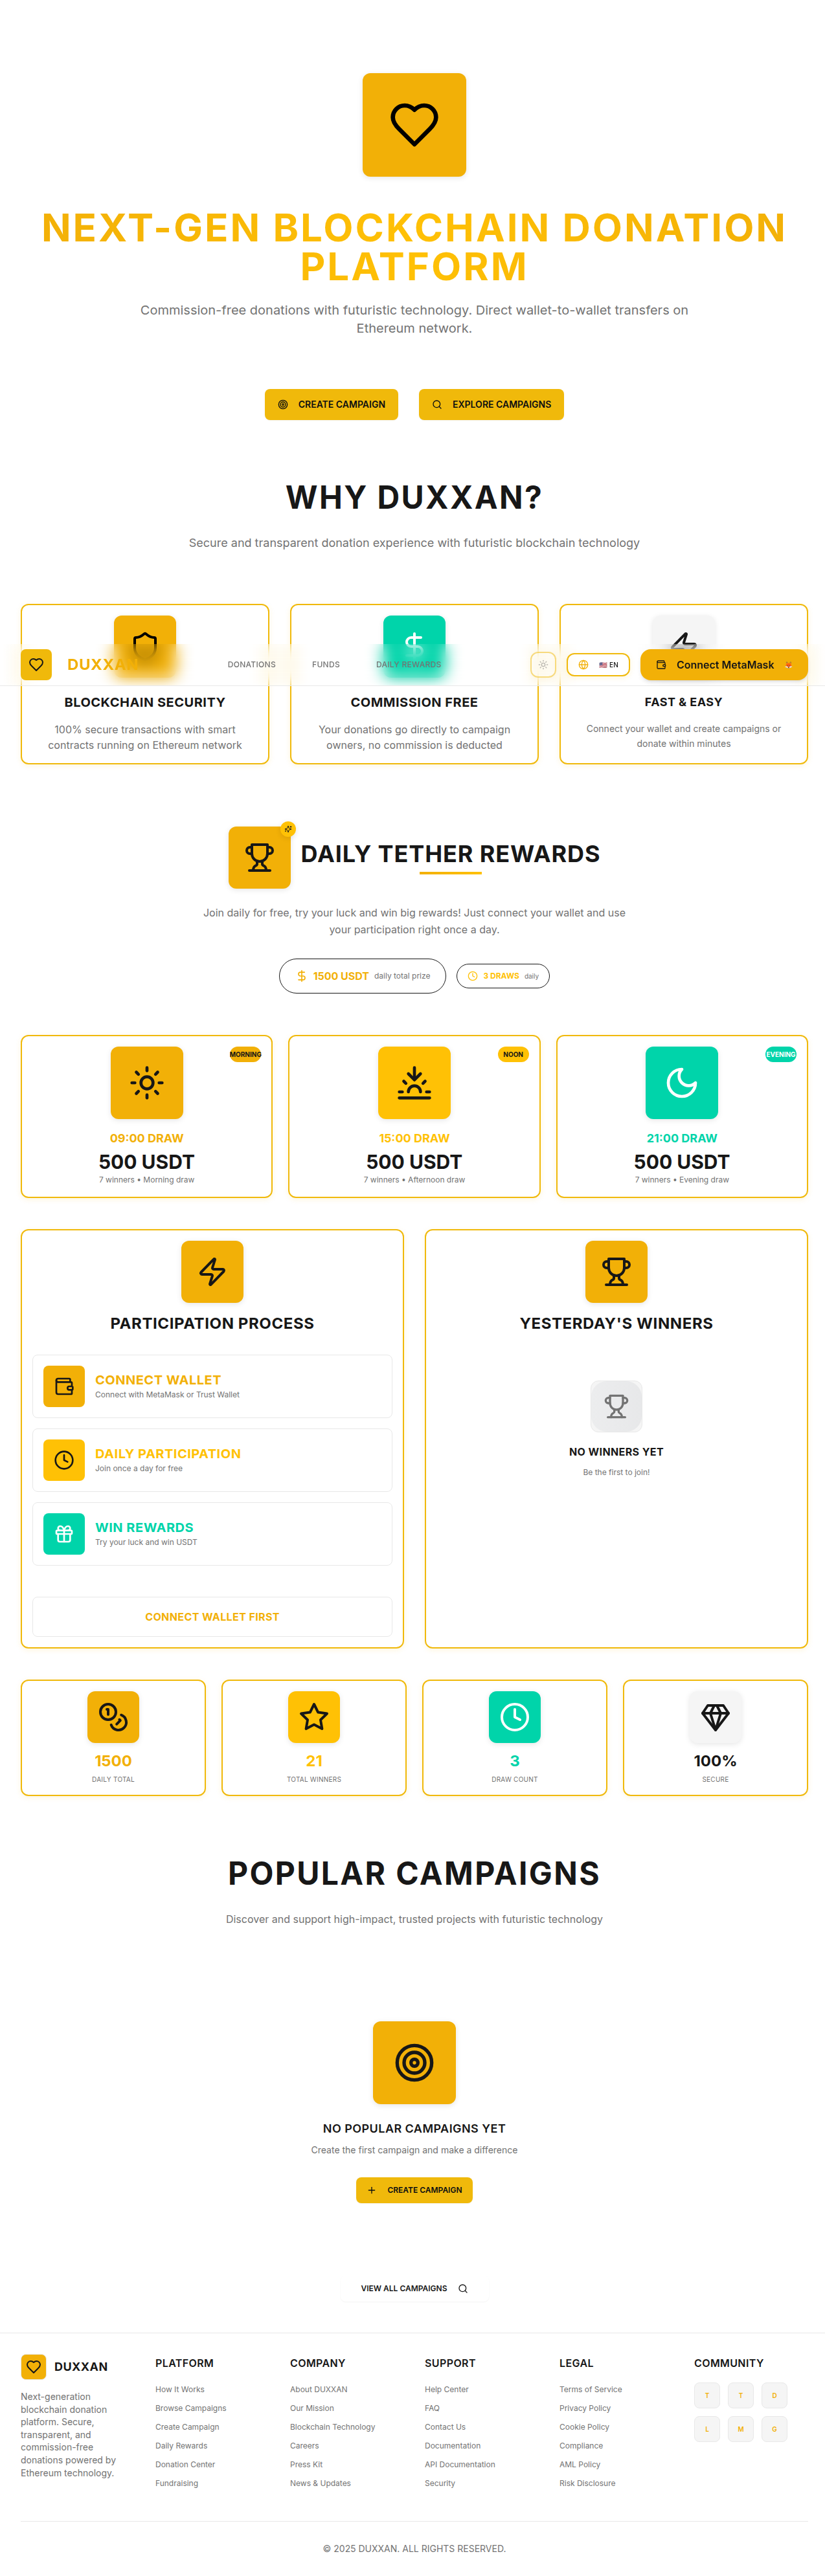 NEXT-GEN BLOCKCHAIN DONATION
PLATFORM
Commission-free donations with futuristic technology. Direct wallet-to-wallet transfers on
Ethereum network.
CREATE CAMPAIGN
EXPLORE CAMPAIGNS
WHY DUXXAN?
Secure and transparent donation experience with futuristic blockchain technology
DUXXAN
DONATIONS
FUNDS
DAILY REWARDS
EN
Connect MetaMask
BLOCKCHAIN SECURITY
100% secure transactions with smart
contracts running on Ethereum network
COMMISSION FREE
Your donations go directly to campaign
owners, no commission is deducted
FAST & EASY
Connect your wallet and create campaigns or
donate within minutes
DAILY TETHER REWARDS
Join daily for free, try your luck and win big rewards! Just connect your wallet and use
your participation right once a day.
1500 USDT daily total prize
3 DRAWS daily
MORNING
09:00 DRAW
500 USDT
7 winners • Morning draw
NOON
15:00 DRAW
500 USDT
7 winners • Afternoon draw
EVENING
21:00 DRAW
500 USDT
7 winners • Evening draw
PARTICIPATION PROCESS
CONNECT WALLET
Connect with MetaMask or Trust Wallet
DAILY PARTICIPATION
Join once a day for free
WIN REWARDS
Try your luck and win USDT
CONNECT WALLET FIRST
YESTERDAY'S WINNERS
NO WINNERS YET
Be the first to join!
1500
DAILY TOTAL
21
TOTAL WINNERS
3
DRAW COUNT
100%
SECURE
POPULAR CAMPAIGNS
Discover and support high-impact, trusted projects with futuristic technology
NO POPULAR CAMPAIGNS YET
Create the first campaign and make a difference
CREATE CAMPAIGN
VIEW ALL CAMPAIGNS
DUXXAN
Next-generation
blockchain donation
platform. Secure,
transparent, and
commission-free
donations powered by
Ethereum technology.
PLATFORM
How It Works
Browse Campaigns
Create Campaign
Daily Rewards
Donation Center
Fundraising
COMPANY
About DUXXAN
Our Mission
Blockchain Technology
Careers
Press Kit
News & Updates
SUPPORT
Help Center
FAQ
Contact Us
Documentation
API Documentation
Security
LEGAL
Terms of Service
Privacy Policy
Cookie Policy
Compliance
AML Policy
Risk Disclosure
COMMUNITY
T T D
L M G
© 2025 DUXXAN. ALL RIGHTS RESERVED.